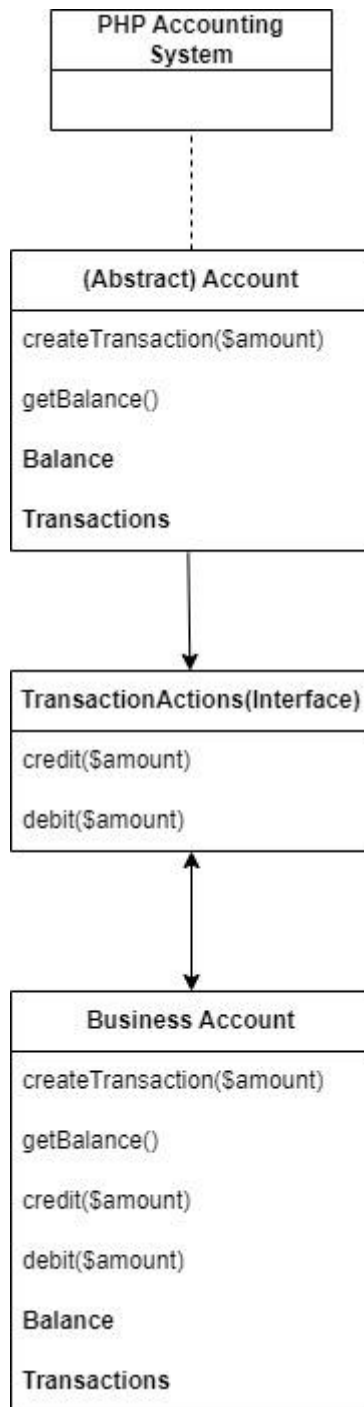 PHP Accounting
System
(Abstract) Account
createTransaction($amount)
getBalance()
Balance
Transactions
TransactionActions(Interface)
credit($amount)
debit($amount)
Business Account
createTransaction($amount)
getBalance()
credit($amount)
debit($amount)
Balance
Transactions